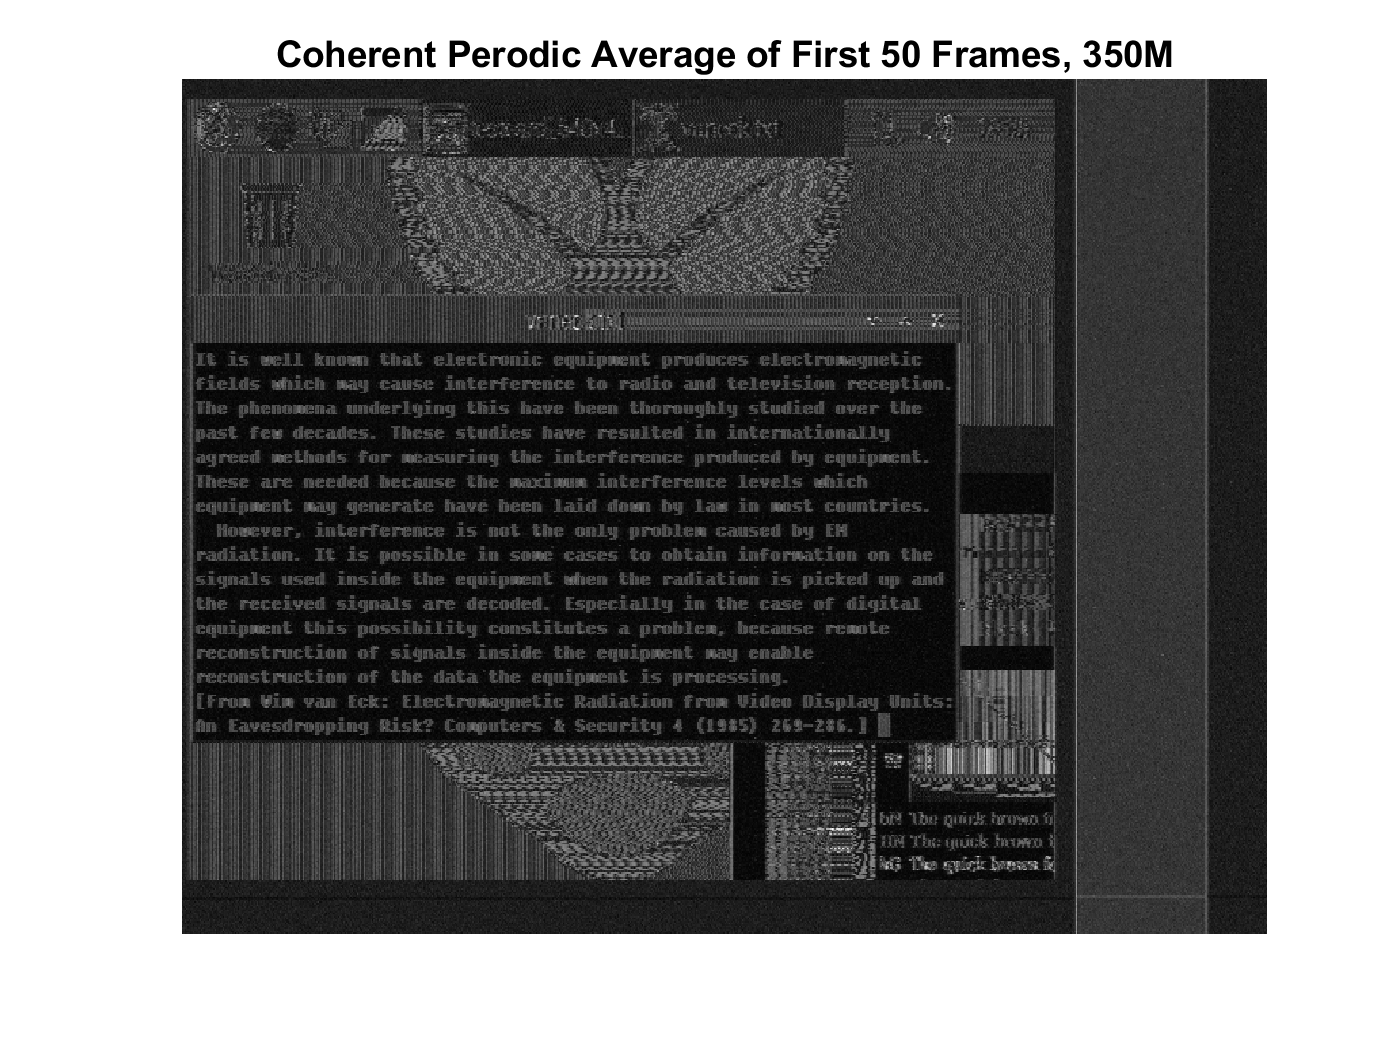 Coherent Perodic Average of First 50 Frames, 350M
It is well known that electronic equipment produces electromagnetic
fields which may cause interference to radio and television reception.
The phenomena underlying this have been thoroughly studied over the
past few decades. These studies have resulted in internationally
agreed methods for measuring the interference produced by equipment.
These are needed because the maximum interference levels which
equipment may generate have been laid down by law in most countries.
However, interference is not the only problem caused by EM
radiation. It is possible in some cases to obtain information on the
signals used inside the equipment when the radiation is picked up and
the received signals are decoded. Especially in the case of digital
equipment this possibility constitutes a problem, because remote
reconstruction of signals inside the equipment may enable
reconstruction of the data the equipment is processing.
[From Wim van Eck: Electromagnetic Radiation from Video Display Units:
An Eavesdropping Risk? Computers & Security 4 (1985) 269-286.]
The quick brown
The quick brown
The quick brown